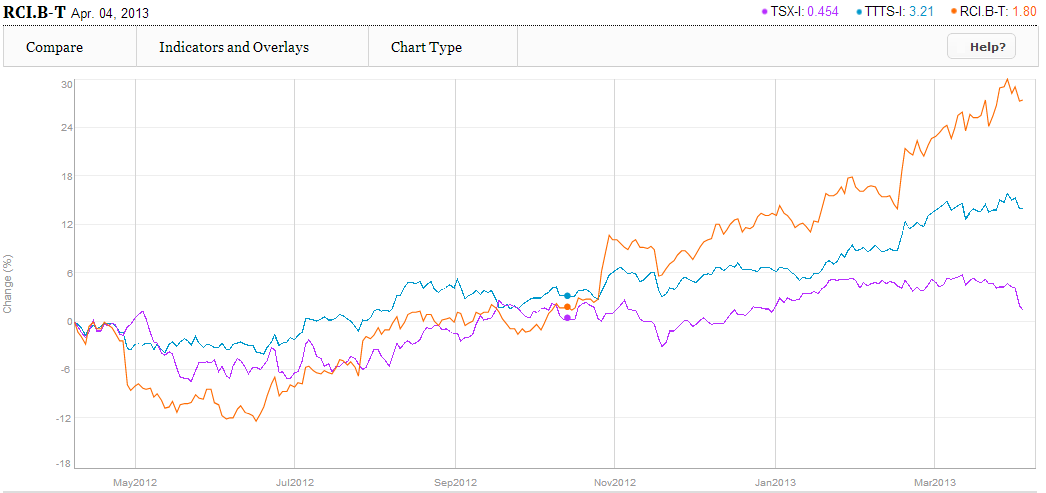 RCI.B-T Apr. 04, 2013
TSX-I: 0.454 TTTS-I: 3.21 RCI.B-T: 1.80
Compare Indicators and Overlays Chart Type Help?
30
24
18
12
6
0
-6
-12
-18
Change (%)
May2012 Jul2012 Sep2012 Nov2012 Jan2013 Mar2013